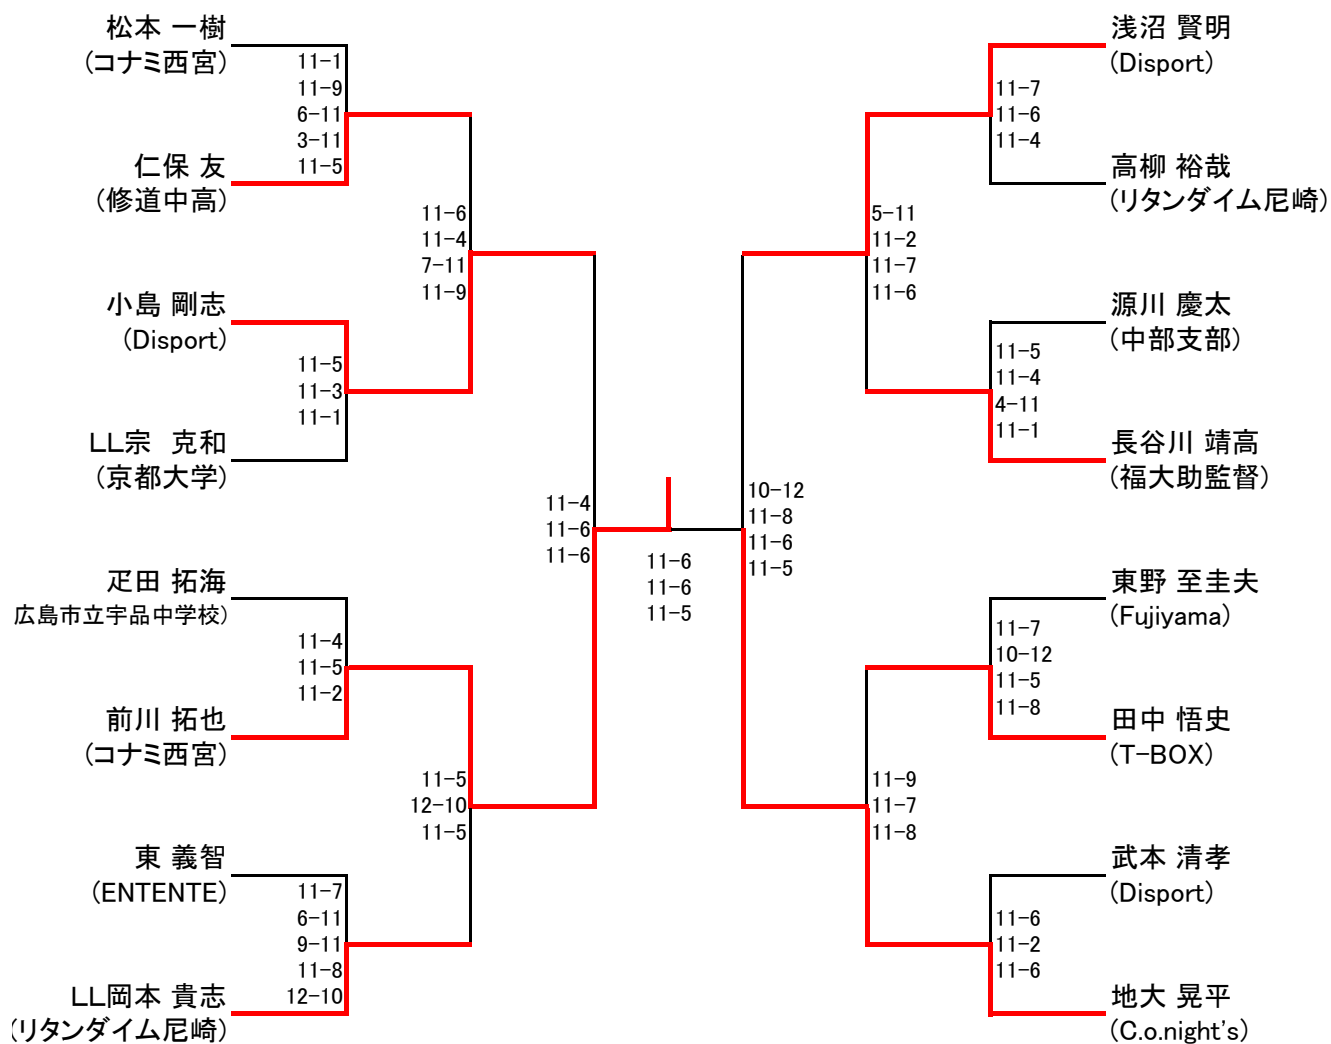 松本 一樹
(コナミ西宮)
11-1
11-9
6-11
3-11
11-5
仁保 友
(修道中高)
11-6
11-4
7-11
11-9
小島 剛志
(Disport)
11-5
11-3
11-1
LL宗　克和
(京都大学)
11-4
11-6
11-6
疋田 拓海
広島市立宇品中学校)
11-4
11-5
11-2
前川 拓也
(コナミ西宮)
11-5
12-10
11-5
東 義智
(ENTENTE)
11-7
6-11
9-11
11-8
12-10
LL岡本 貴志
(リタンダイム尼崎)
11-6
11-6
11-5
浅沼 賢明
(Disport)
11-7
11-6
11-4
高柳 裕哉
(リタンダイム尼崎)
5-11
11-2
11-7
11-6
源川 慶太
(中部支部)
11-5
11-4
4-11
11-1
長谷川 靖高
(福大助監督)
10-12
11-8
11-6
11-5
東野 至圭夫
(Fujiyama)
11-7
10-12
11-5
11-8
田中 悟史
(T-BOX)
11-9
11-7
11-8
武本 清孝
(Disport)
11-6
11-2
11-6
地大 晃平
(C.o.night's)